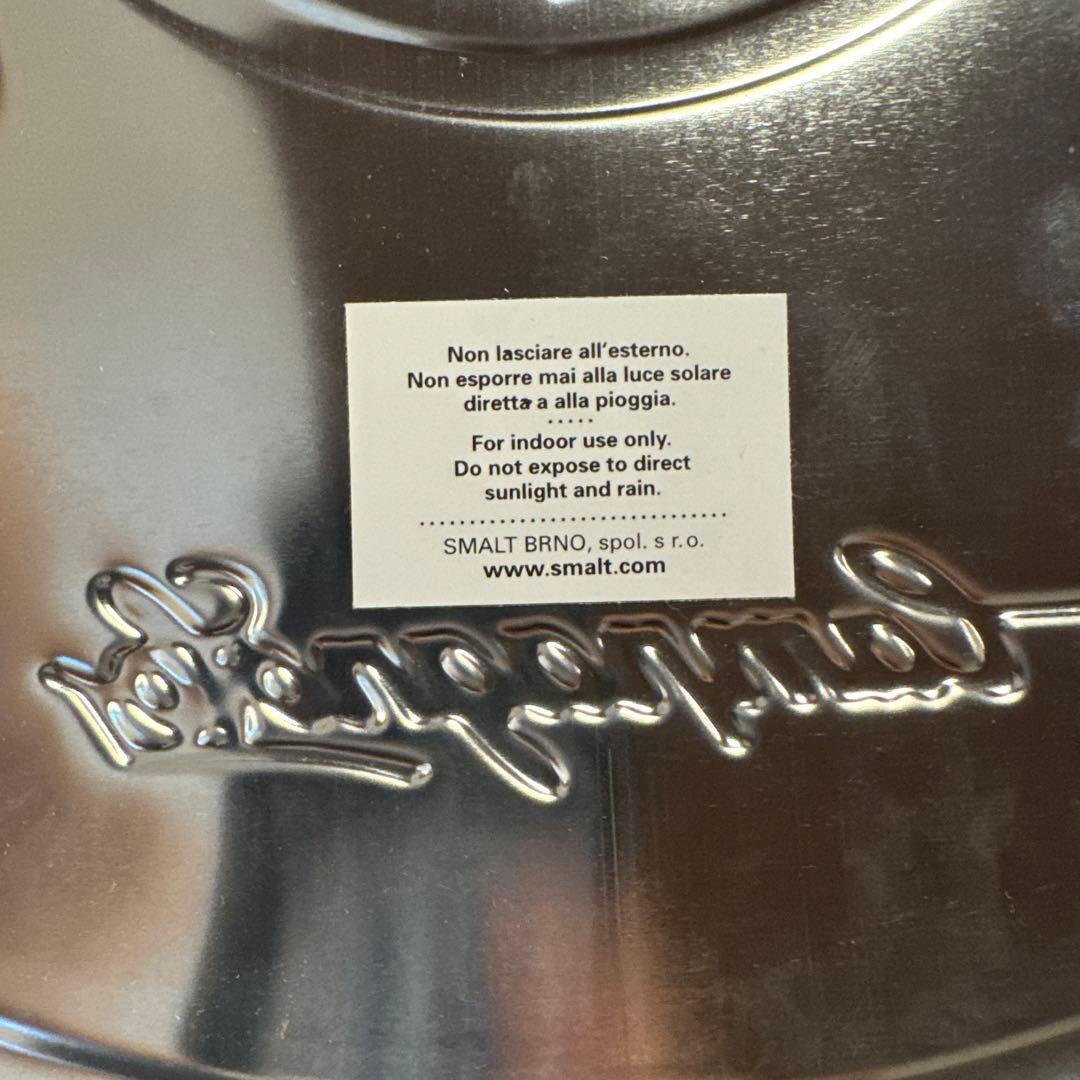 Non lasciare all'esterno.
Non esporre mai alla luce solare
diretta a alla pioggia.
.....
For indoor use only.
Do not expose to direct
sunlight and rain.
...............................
SMALT BRNO, spol. s r.o.
www.smalt.com